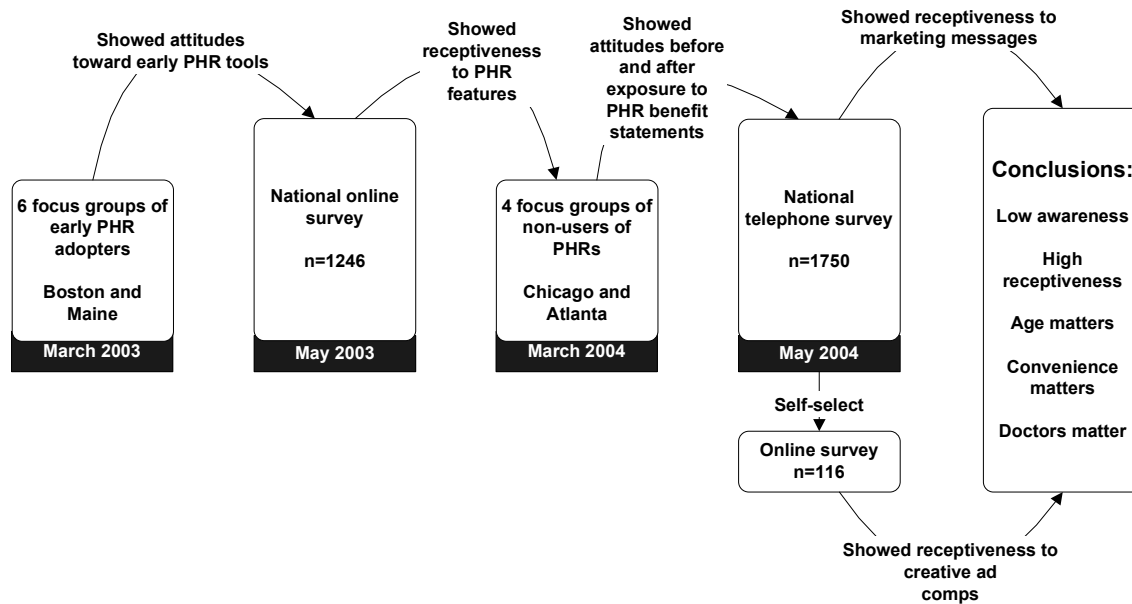 Showed attitudes
toward early PHR tools
Showed
receptiveness
to PHR
features
Showed
attitudes before
and after
exposure to
PHR benefit
statements
Showed receptiveness to
marketing messages
6 focus groups of
early PHR
adopters
Boston and
Maine
March 2003
National online
survey
n=1246
May 2003
4 focus groups of
non-users of
PHRs
Chicago and
Atlanta
March 2004
National
telephone survey
n=1750
May 2004
Self-select
Online survey
n=116
Showed receptiveness to
creative ad
comps
Conclusions:
Low awareness
High
receptiveness
Age matters
Convenience
matters
Doctors matter